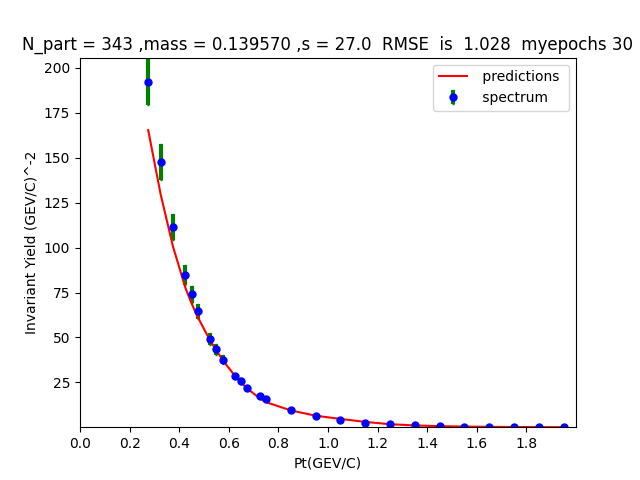 N_part = 343 ,mass = 0.139570 ,s = 27.0  RMSE  is  1.028  myepochs 30
predictions
spectrum
Invariant Yield (GEV/C)^-2
200
175
150
125
100
75
50
25
0.0 0.2 0.4 0.6 0.8 1.0 1.2 1.4 1.6 1.8
Pt(GEV/C)